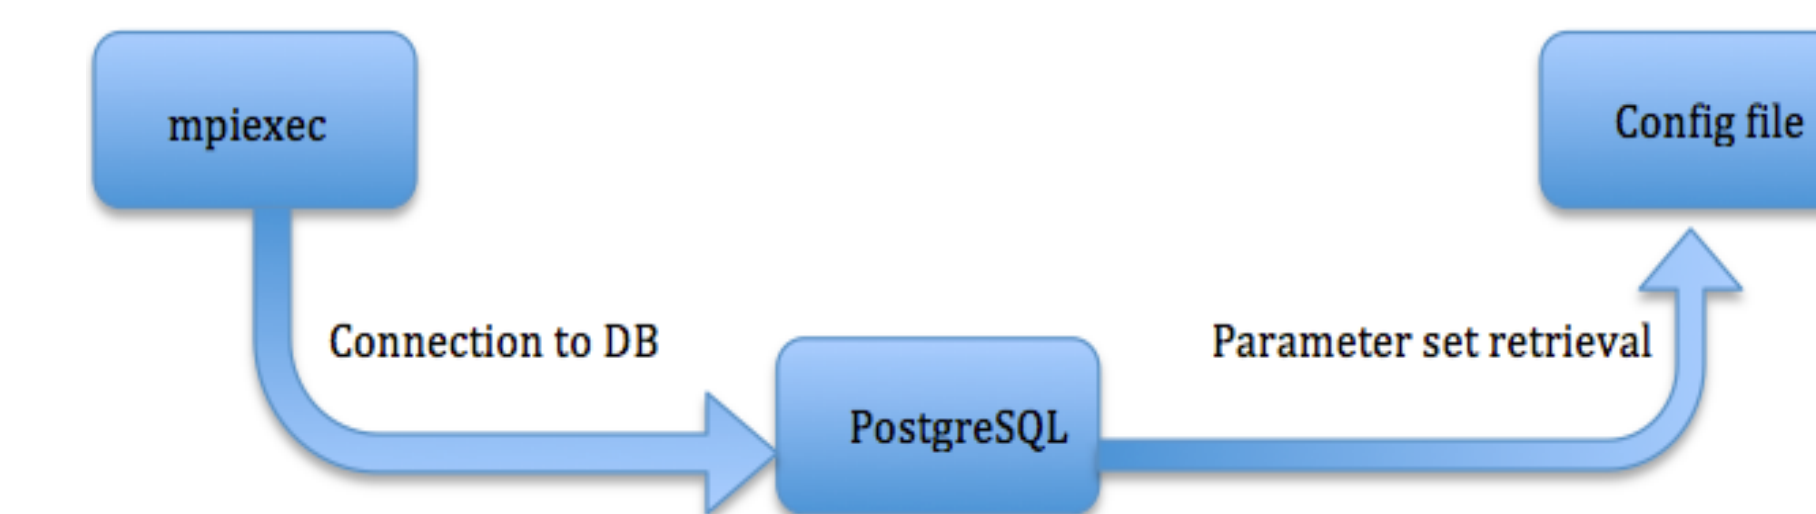 mpiexec
Config file
Connection to DB
Parameter set retrieval
PostgreSQL